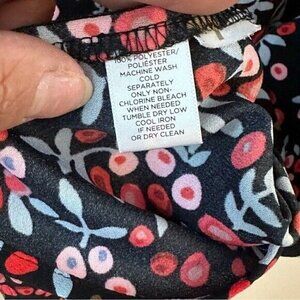 100% POLYESTER/
POLIÉSTER
MACHINE WASH
COLD
SEPARATELY
ONLY NON-
CHLORINE BLEACH
WHEN NEEDED
TUMBLE DRY LOW
COOL IRON
IF NEEDED
OR DRY CLEAN